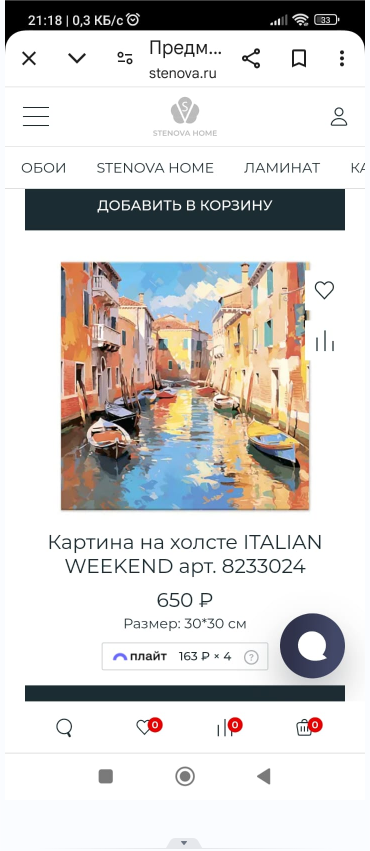 21:18 | 0,3 КБ/с
33
Предм...
stenova.ru
STENOVA HOME
ОБОИ STENOVA HOME ЛАМИНАТ КА
ДОБАВИТЬ В КОРЗИНУ
Картина на холсте ITALIAN
WEEKEND арт. 8233024
650 ₽
Размер: 30*30 см
плайт 163 ₽ × 4 ?
0 0 0